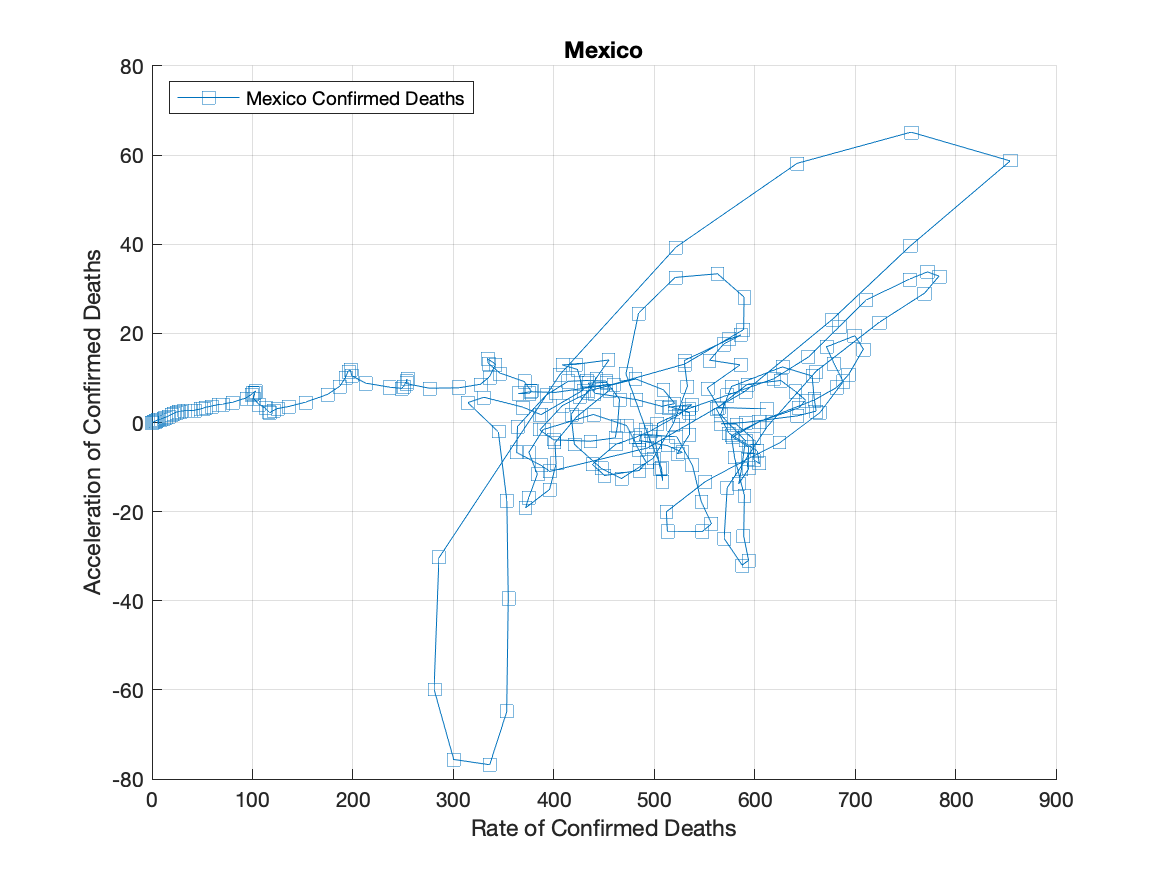 Mexico
Mexico Confirmed Deaths
80
60
40
20
0
-20
-40
-60
-80
Acceleration of Confirmed Deaths
0 100 200 300 400 500 600 700 800 900
Rate of Confirmed Deaths